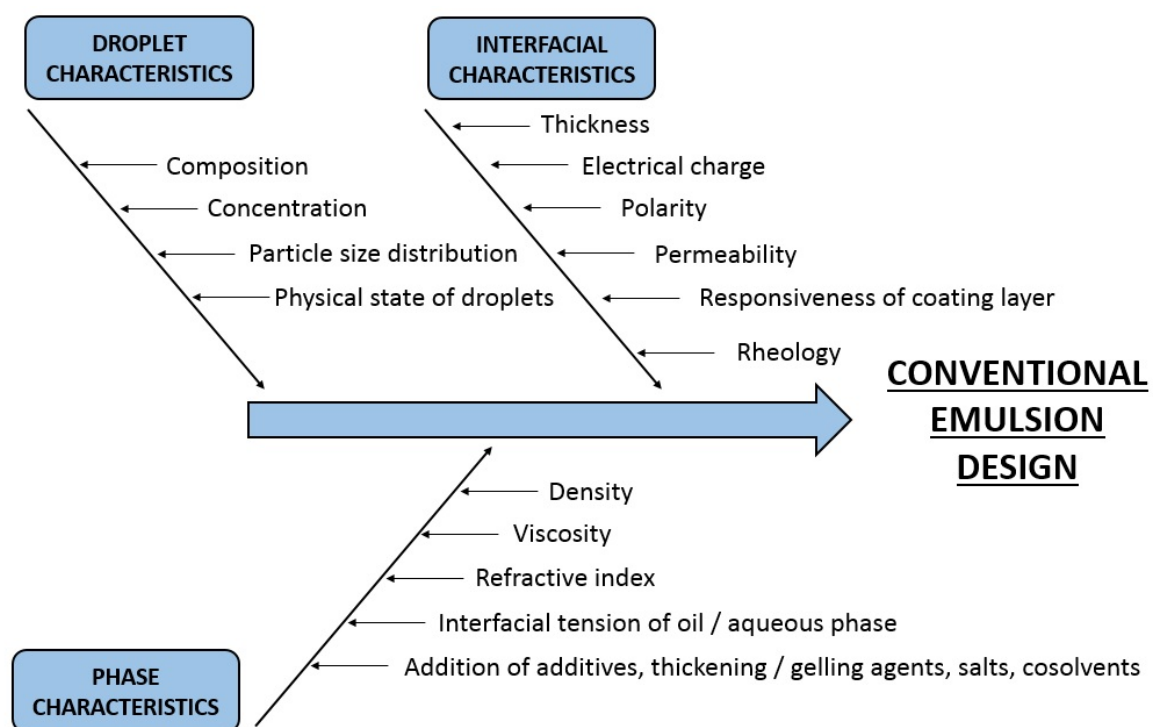 DROPLET
CHARACTERISTICS
Composition
Concentration
Particle size distribution
Physical state of droplets
INTERFACIAL
CHARACTERISTICS
Thickness
Electrical charge
Polarity
Permeability
Responsiveness of coating layer
Rheology
CONVENTIONAL
EMULSION
DESIGN
Density
Viscosity
Refractive index
Interfacial tension of oil / aqueous phase
Addition of additives, thickening / gelling agents, salts, cosolvents
PHASE
CHARACTERISTICS